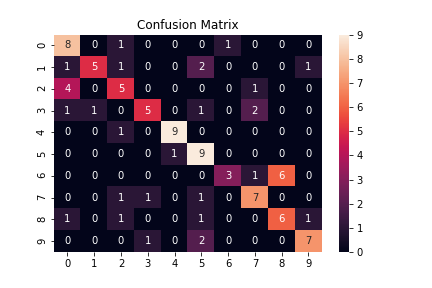 Confusion Matrix
0 8 0 1 0 0 0 1 0 0 0
1 1 5 1 0 0 2 0 0 0 1
2 4 0 5 0 0 0 0 1 0 0
3 1 1 0 5 0 1 0 2 0 0
4 0 0 1 0 9 0 0 0 0 0
5 0 0 0 0 1 9 0 0 0 0
6 0 0 0 0 0 0 3 1 6 0
7 0 0 1 1 0 1 0 7 0 0
8 1 0 1 0 0 1 0 0 6 1
9 0 0 0 1 0 2 0 0 0 7
0 1 2 3 4 5 6 7 8 9
9
8
7
6
5
4
3
2
1
0